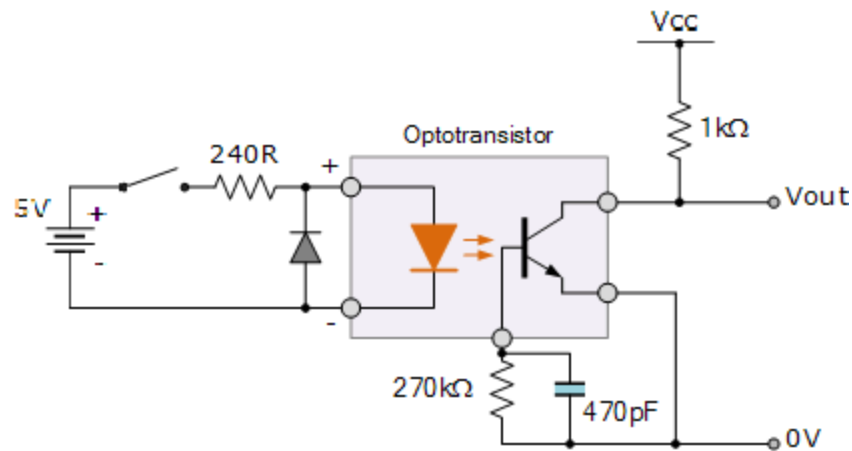 Vcc
1kΩ
Optotransistor
240R
+
5V
+
-
-
Vout
270kΩ
470pF
0V